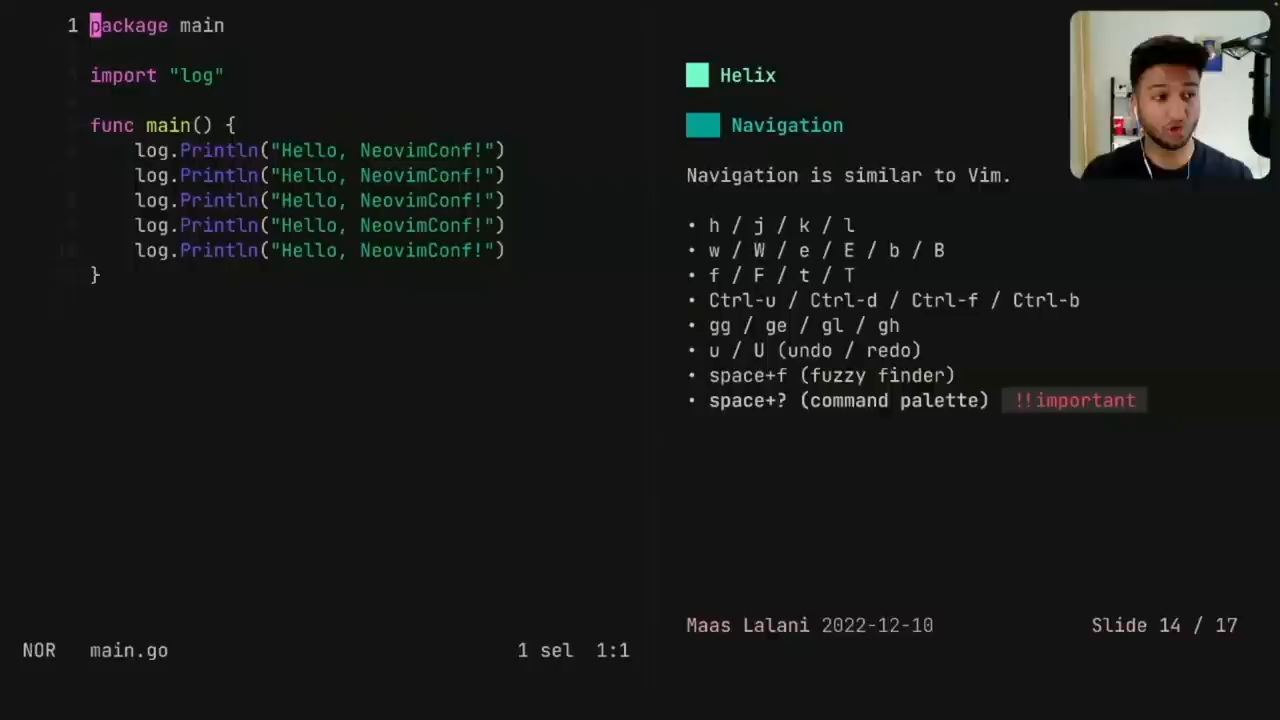 1 package main
import "log"
func main() {
log.Println("Hello, NeovimConf!")
log.Println("Hello, NeovimConf!")
log.Println("Hello, NeovimConf!")
log.Println("Hello, NeovimConf!")
log.Println("Hello, NeovimConf!")
}
NOR main.go 1 sel 1:1
Helix
Navigation
Navigation is similar to Vim.
• h / j / k / l
• w / W / e / E / b / B
• f / F / t / T
• Ctrl-u / Ctrl-d / Ctrl-f / Ctrl-b
• gg / ge / gl / gh
• u / U (undo / redo)
• space+f (fuzzy finder)
• space+? (command palette) !!important
Maas Lalani 2022-12-10 Slide 14 / 17